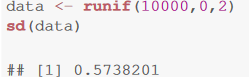 data <- runif(10000,0,2)
sd(data)
## [1] 0.5738201